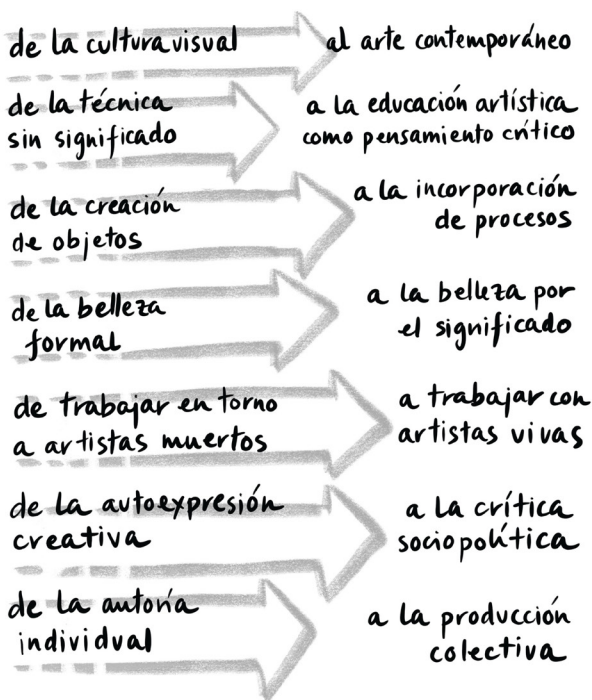 de la cultura visual
al arte contemporáneo
de la técnica
sin significado
a la educación artística
como pensamiento crítico
de la creación
de objetos
a la incorporación
de procesos
de la belleza
formal
a la belleza por
el significado
de trabajar en torno
a artistas muertos
a trabajar con
artistas vivas
de la autoexpresión
creativa
a la crítica
sociopolítica
de la autoría
individual
a la producción
colectiva